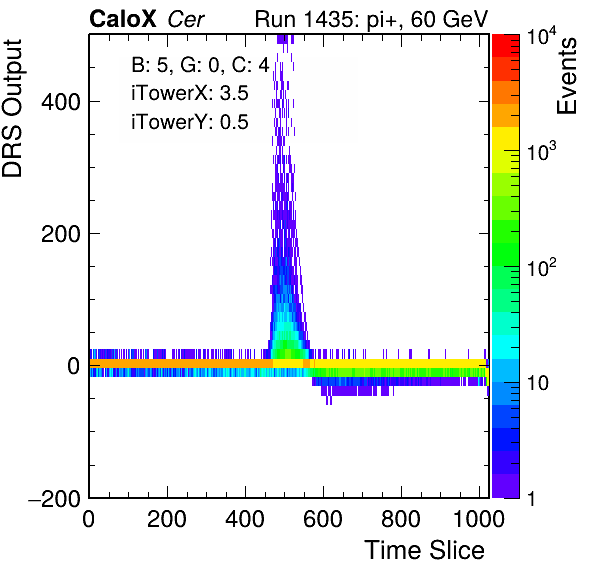 CaloX Cer Run 1435: pi+, 60 GeV
B: 5, G: 0, C: 4
iTowerX: 3.5
iTowerY: 0.5
DRS Output
400
200
0
−200
0 200 400 600 800 1000
Time Slice
Events
10^4
10^3
10^2
10
1